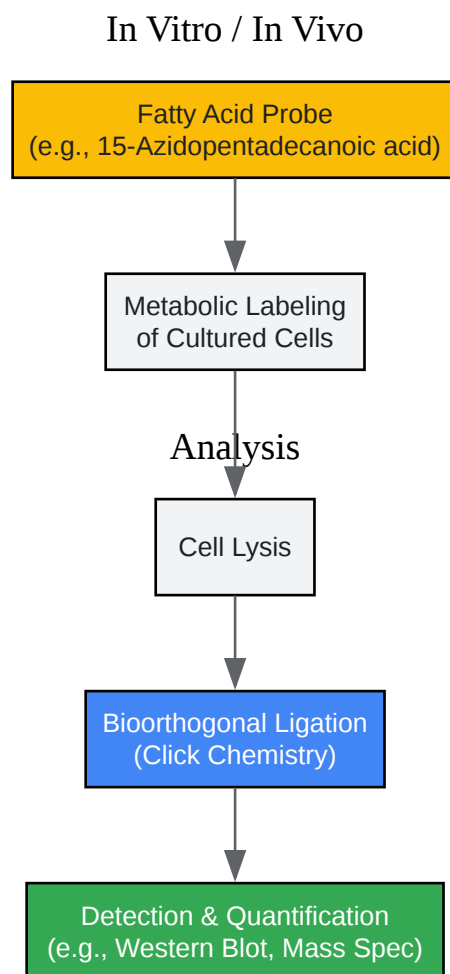 In Vitro / In Vivo
Fatty Acid Probe
(e.g., 15-Azidopentadecanoic acid)
Metabolic Labeling
of Cultured Cells
Analysis
Cell Lysis
Bioorthogonal Ligation
(Click Chemistry)
Detection & Quantification
(e.g., Western Blot, Mass Spec)